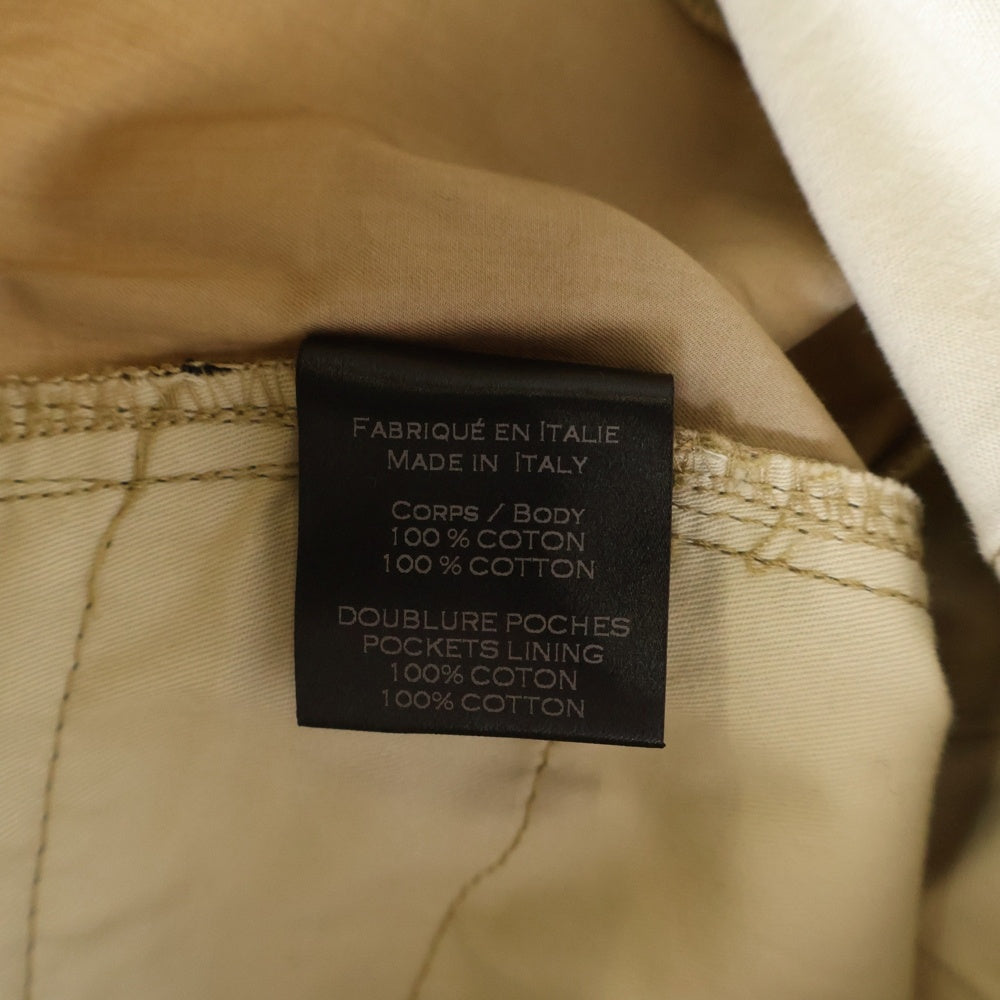 FABRIQUÉ EN ITALIE
MADE IN ITALY
CORPS / BODY
100 % COTON
100 % COTTON
DOUBLURE POCHES
POCKETS LINING
100% COTON
100% COTTON